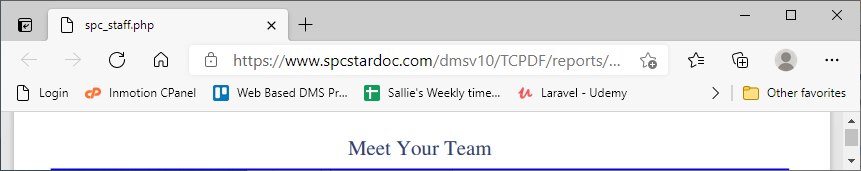 spc_staff.php
https://www.spcstardoc.com/dmsv10/TCPDF/reports/...
Login Inmotion CPanel Web Based DMS Pr... Sallie's Weekly time... Laravel - Udemy Other favorites
Meet Your Team